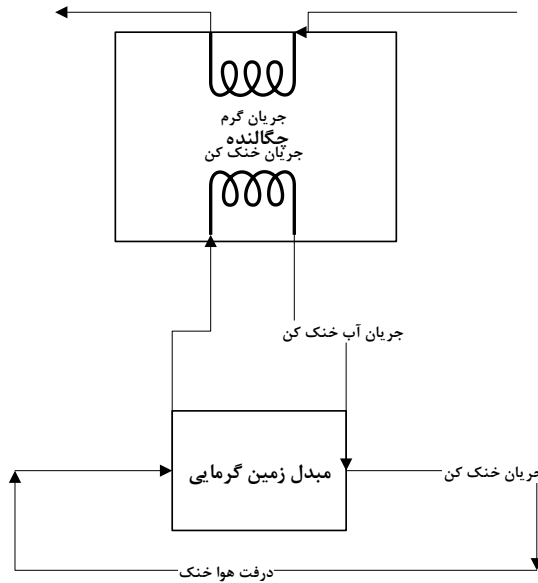 جریان گرم
چگالنده
جریان خنک کن
جریان آب خنک کن
مبدل زمین گرمایی
جریان خنک کن
درفت هوا خنک